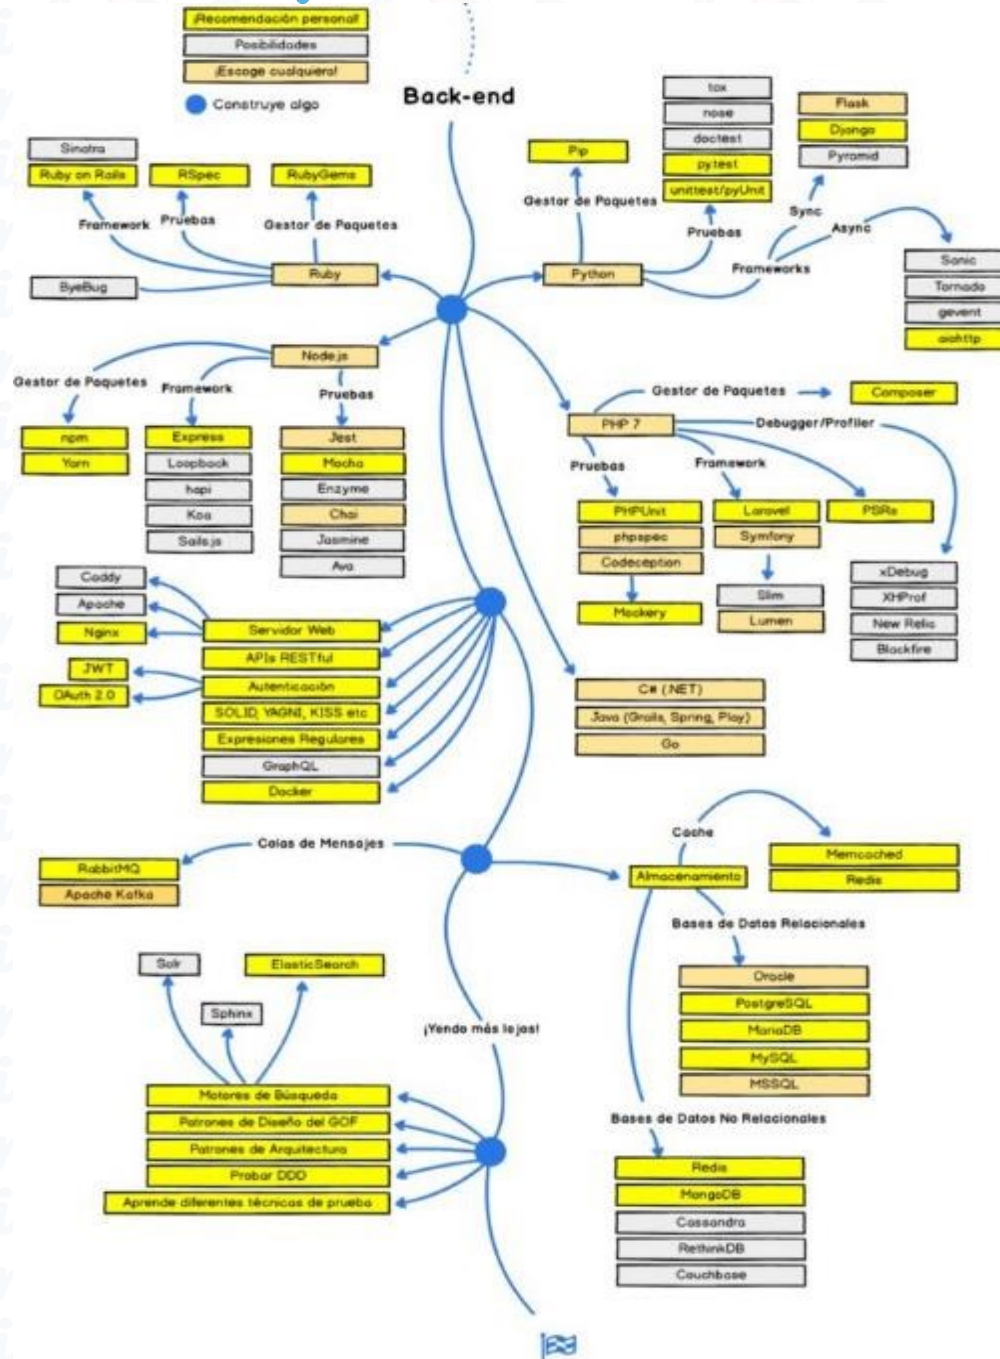 ¡Recomendación personal!
Posibilidades
¡Escoge cualquiera!
Construye algo
Back-end
Sinatra
Ruby on Rails
RSpec
RubyGems
Framework
Pruebas
Gestor de Paquetes
Ruby
ByeBug
Pip
Gestor de Paquetes
tox
nose
doctest
pytest
unittest/pyUnit
Pruebas
Python
Flask
Django
Pyramid
Sync
Async
Frameworks
Sanic
Tornado
gevent
aiohttp
Node.js
Gestor de Paquetes
Framework
Pruebas
npm
Yarn
Express
Loopback
hapi
Koa
Sails.js
Jest
Mocha
Enzyme
Chai
Jasmine
Ava
PHP 7
Gestor de Paquetes
Composer
Debugger/Profiler
Pruebas
Framework
PHPUnit
phpspec
Codeception
Mockery
Laravel
Symfony
Slim
Lumen
PSRs
xDebug
XHProf
New Relic
Blackfire
Caddy
Apache
Nginx
JWT
OAuth 2.0
Servidor Web
APIs RESTful
Autenticación
SOLID, YAGNI, KISS etc
Expresiones Regulares
GraphQL
Docker
C# (.NET)
Java (Grails, Spring, Play)
Go
Colas de Mensajes
RabbitMQ
Apache Kafka
Cache
Almacenamiento
Memcached
Redis
Bases de Datos Relacionales
Oracle
PostgreSQL
MariaDB
MySQL
MSSQL
Bases de Datos No Relacionales
Redis
MongoDB
Cassandra
RethinkDB
Couchbase
Solr
Sphinx
ElasticSearch
¡Yendo más lejos!
Motores de Búsqueda
Patrones de Diseño del GOF
Patrones de Arquitectura
Probar DDD
Aprende diferentes técnicas de prueba